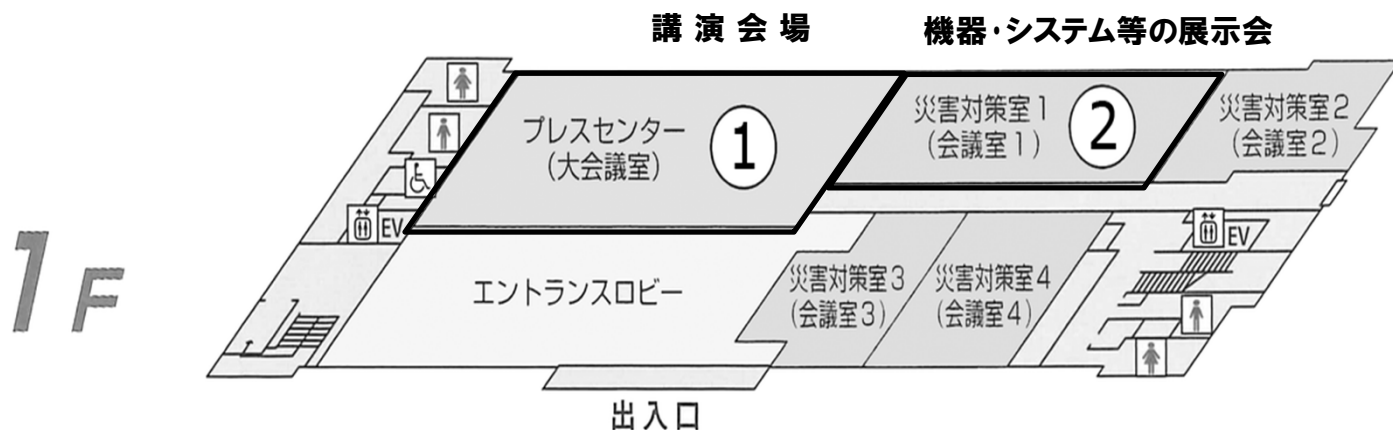 講演会場
機器・システム等の展示会
プレスセンター
(大会議室)
1
災害対策室1
(会議室1)
2
災害対策室2
(会議室2)
EV
EV
1F
エントランスロビー
災害対策室3
(会議室3)
災害対策室4
(会議室4)
出入口